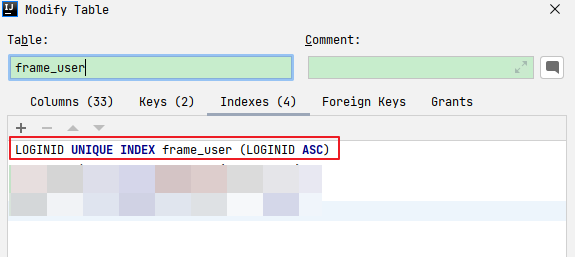 IJ Modify Table
Table: Comment:
frame_user
Columns (33) Keys (2) Indexes (4) Foreign Keys Grants
LOGINID UNIQUE INDEX frame_user (LOGINID ASC)